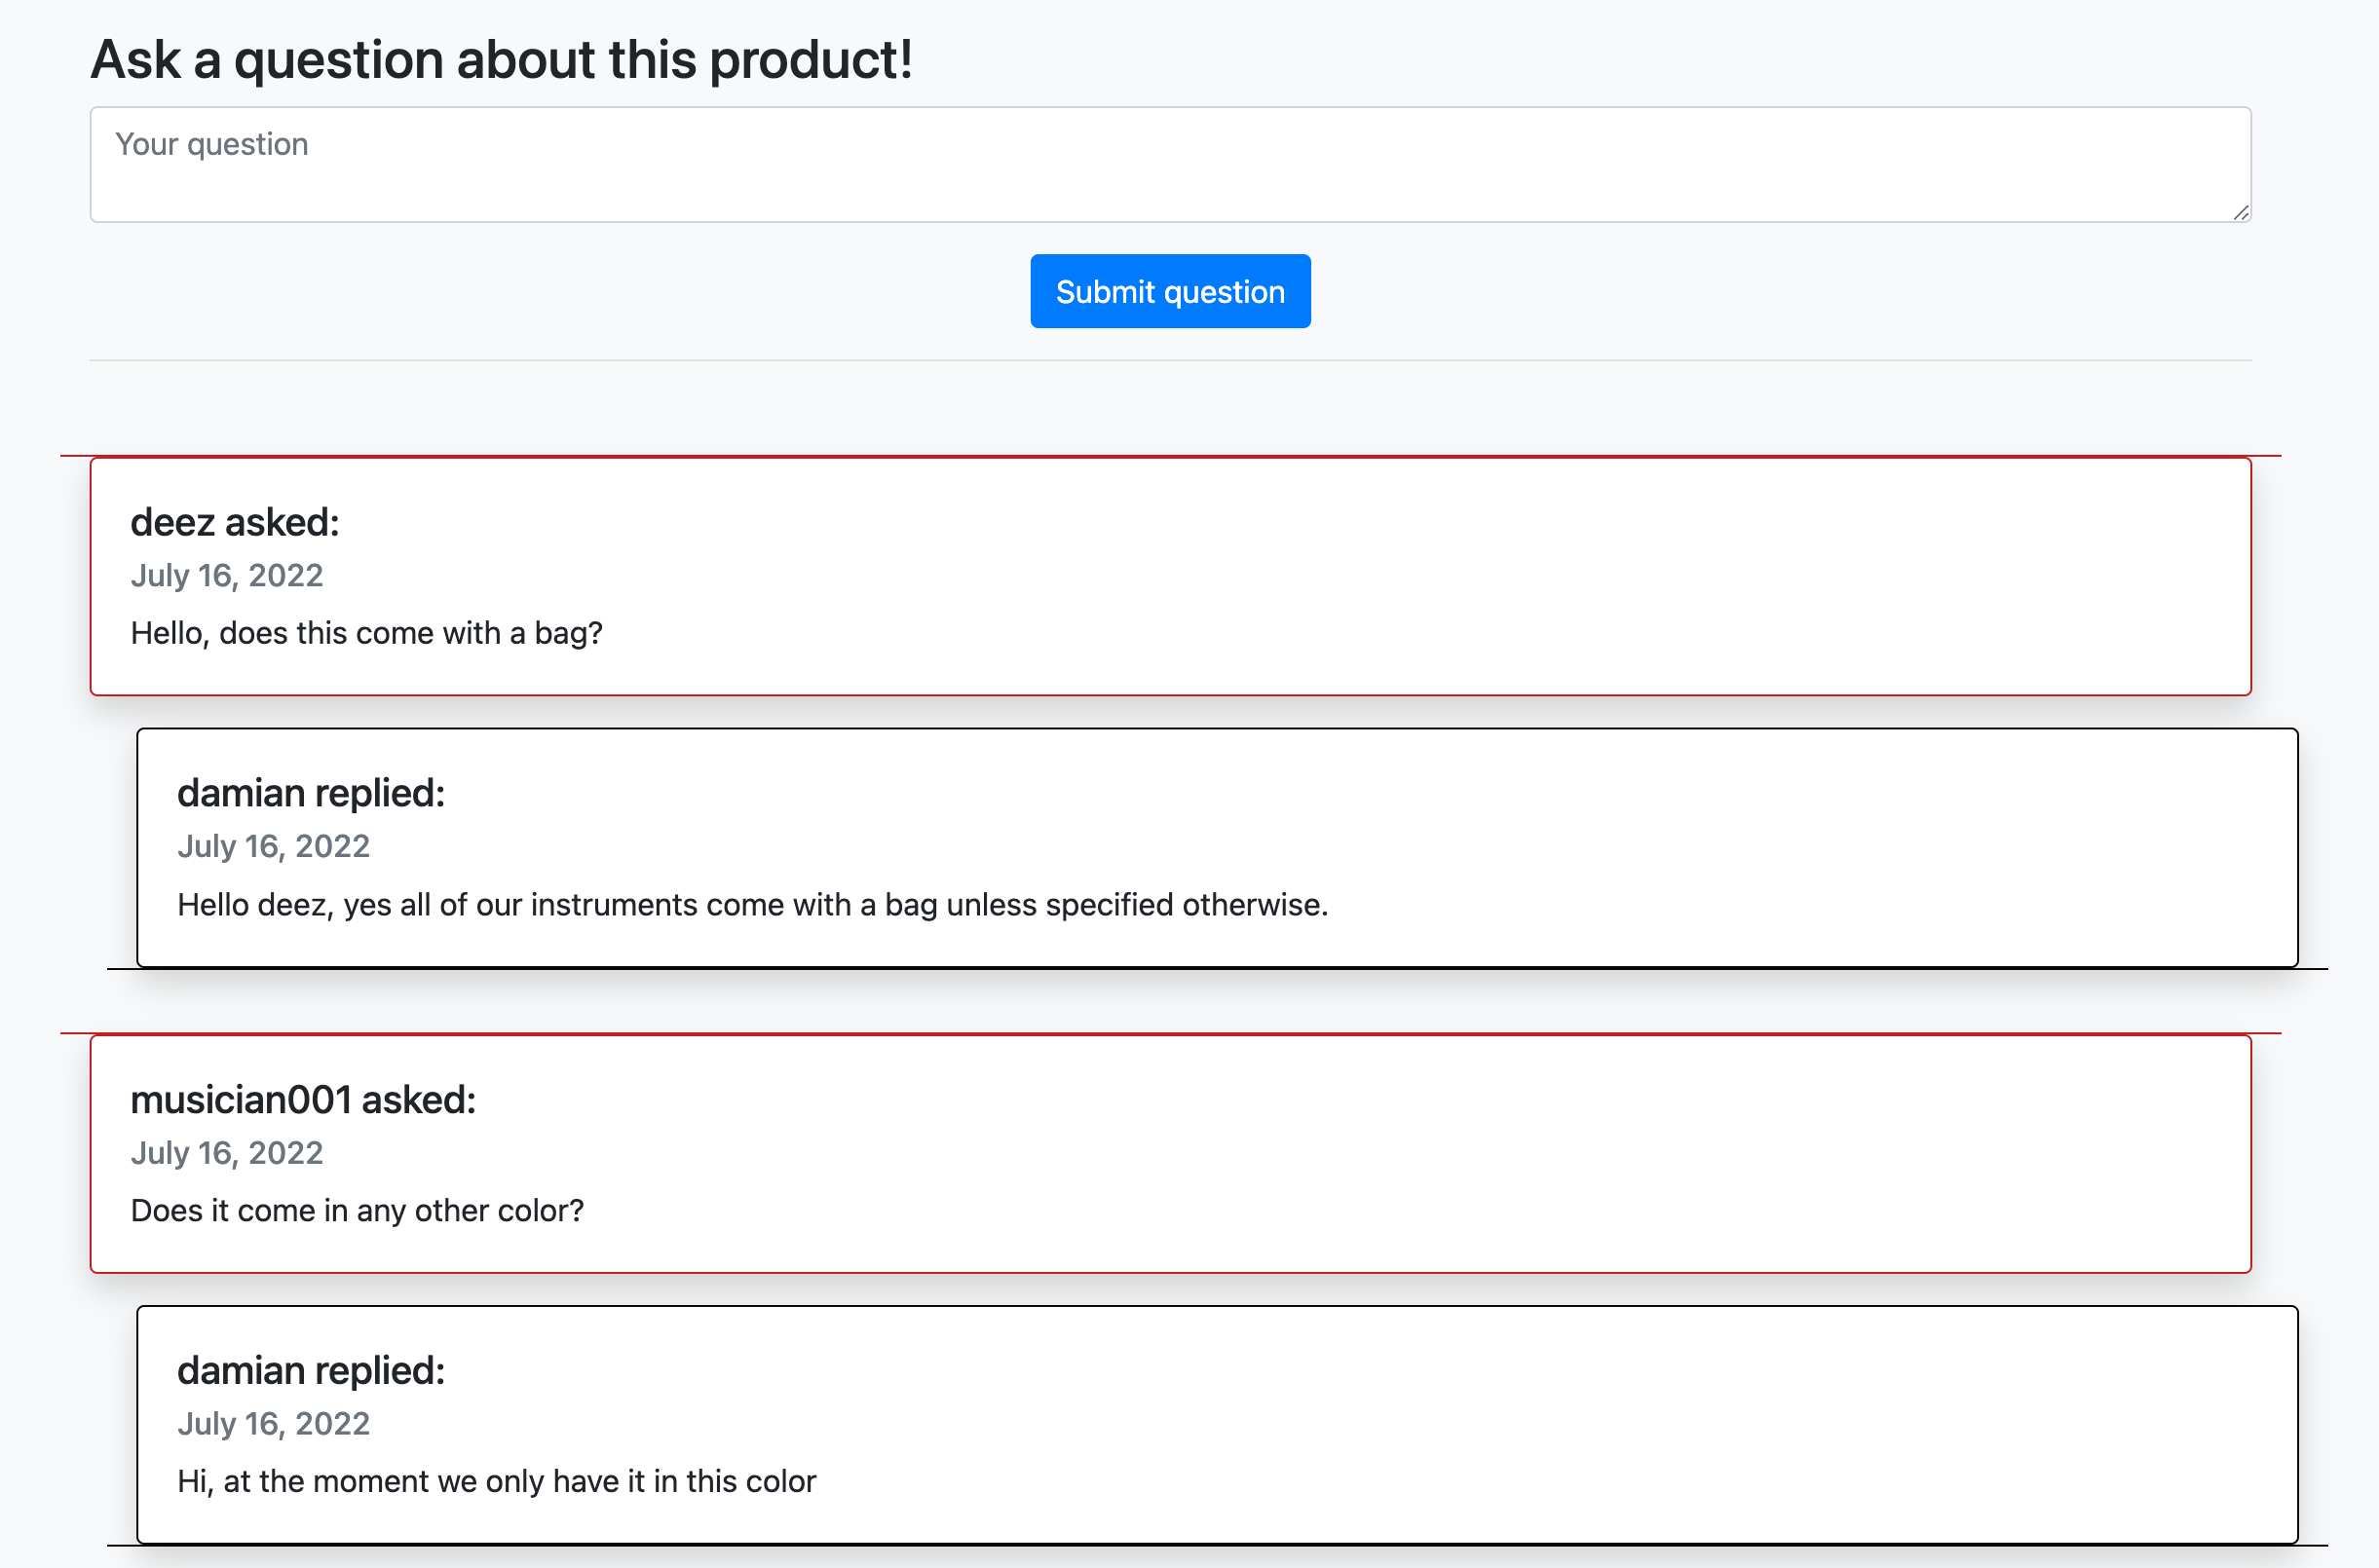 Ask a question about this product!
Your question
Submit question
deez asked:
July 16, 2022
Hello, does this come with a bag?
damian replied:
July 16, 2022
Hello deez, yes all of our instruments come with a bag unless specified otherwise.
musician001 asked:
July 16, 2022
Does it come in any other color?
damian replied:
July 16, 2022
Hi, at the moment we only have it in this color